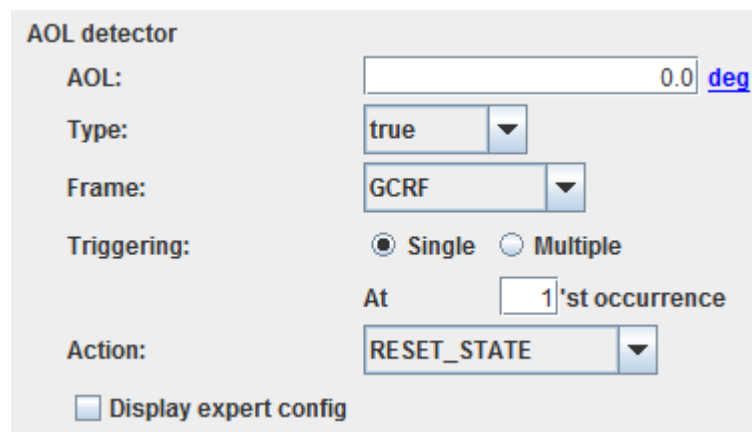 AOL detector
AOL: 0.0 deg
Type: true
Frame: GCRF
Triggering: Single Multiple
At 1'st occurrence
Action: RESET_STATE
Display expert config